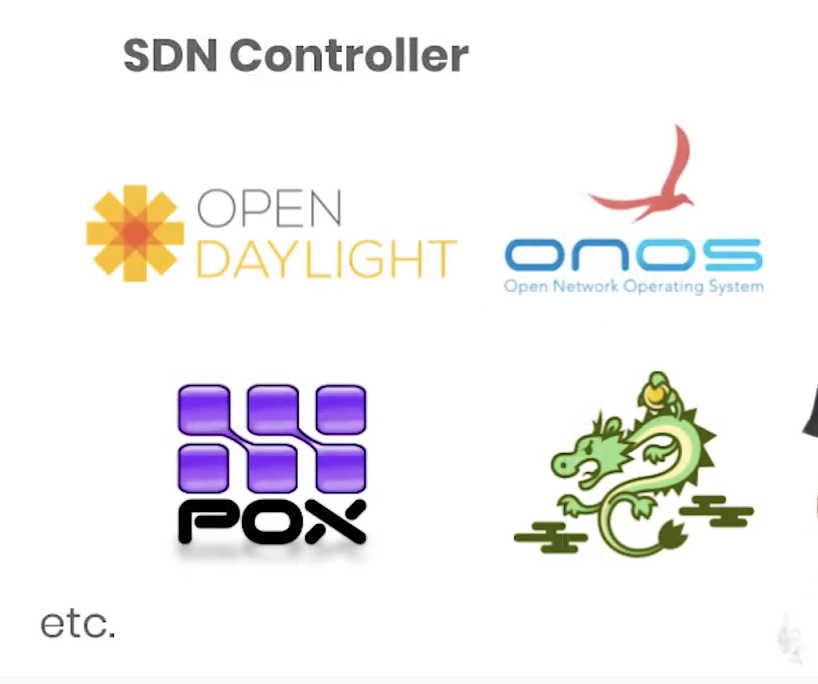 SDN Controller
OPEN
DAYLIGHT
onos
Open Network Operating System
POX
etc.